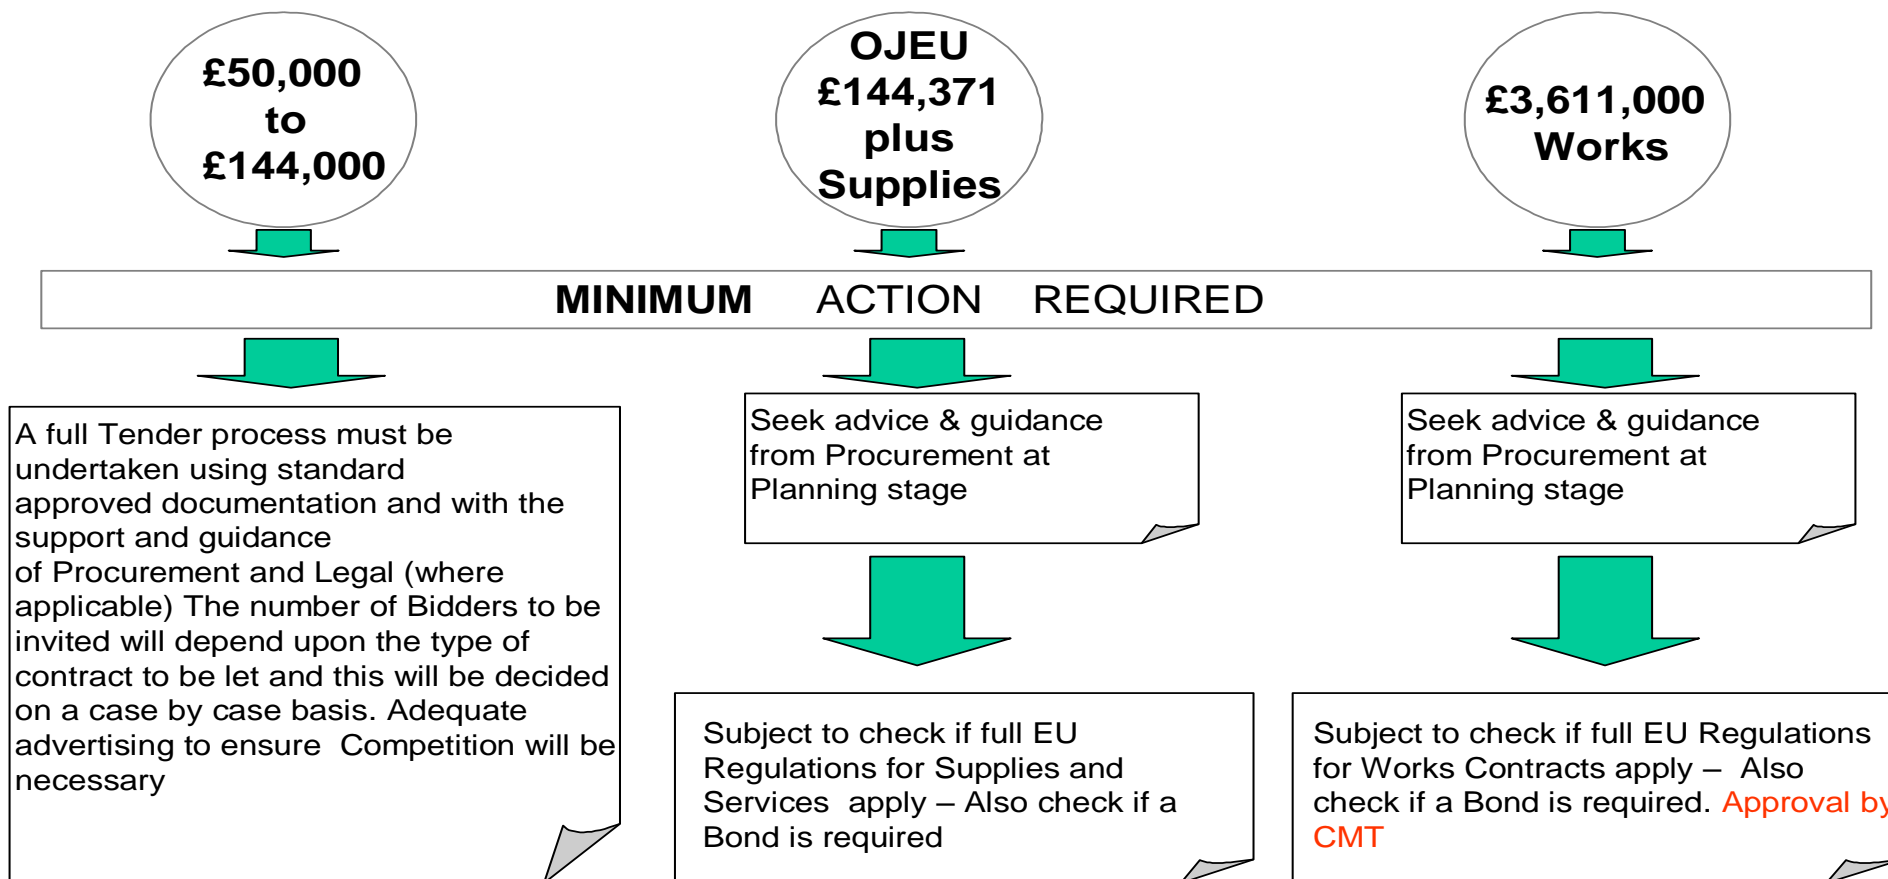 £50,000
to
£144,000
OJEU
£144,371
plus
Supplies
£3,611,000
Works
MINIMUM ACTION REQUIRED
A full Tender process must be
undertaken using standard
approved documentation and with the
support and guidance
of Procurement and Legal (where
applicable) The number of Bidders to be
invited will depend upon the type of
contract to be let and this will be decided
on a case by case basis. Adequate
advertising to ensure Competition will be
necessary
Seek advice & guidance
from Procurement at
Planning stage
Subject to check if full EU
Regulations for Supplies and
Services apply – Also check if a
Bond is required
Seek advice & guidance
from Procurement at
Planning stage
Subject to check if full EU Regulations
for Works Contracts apply – Also
check if a Bond is required. Approval by
CMT